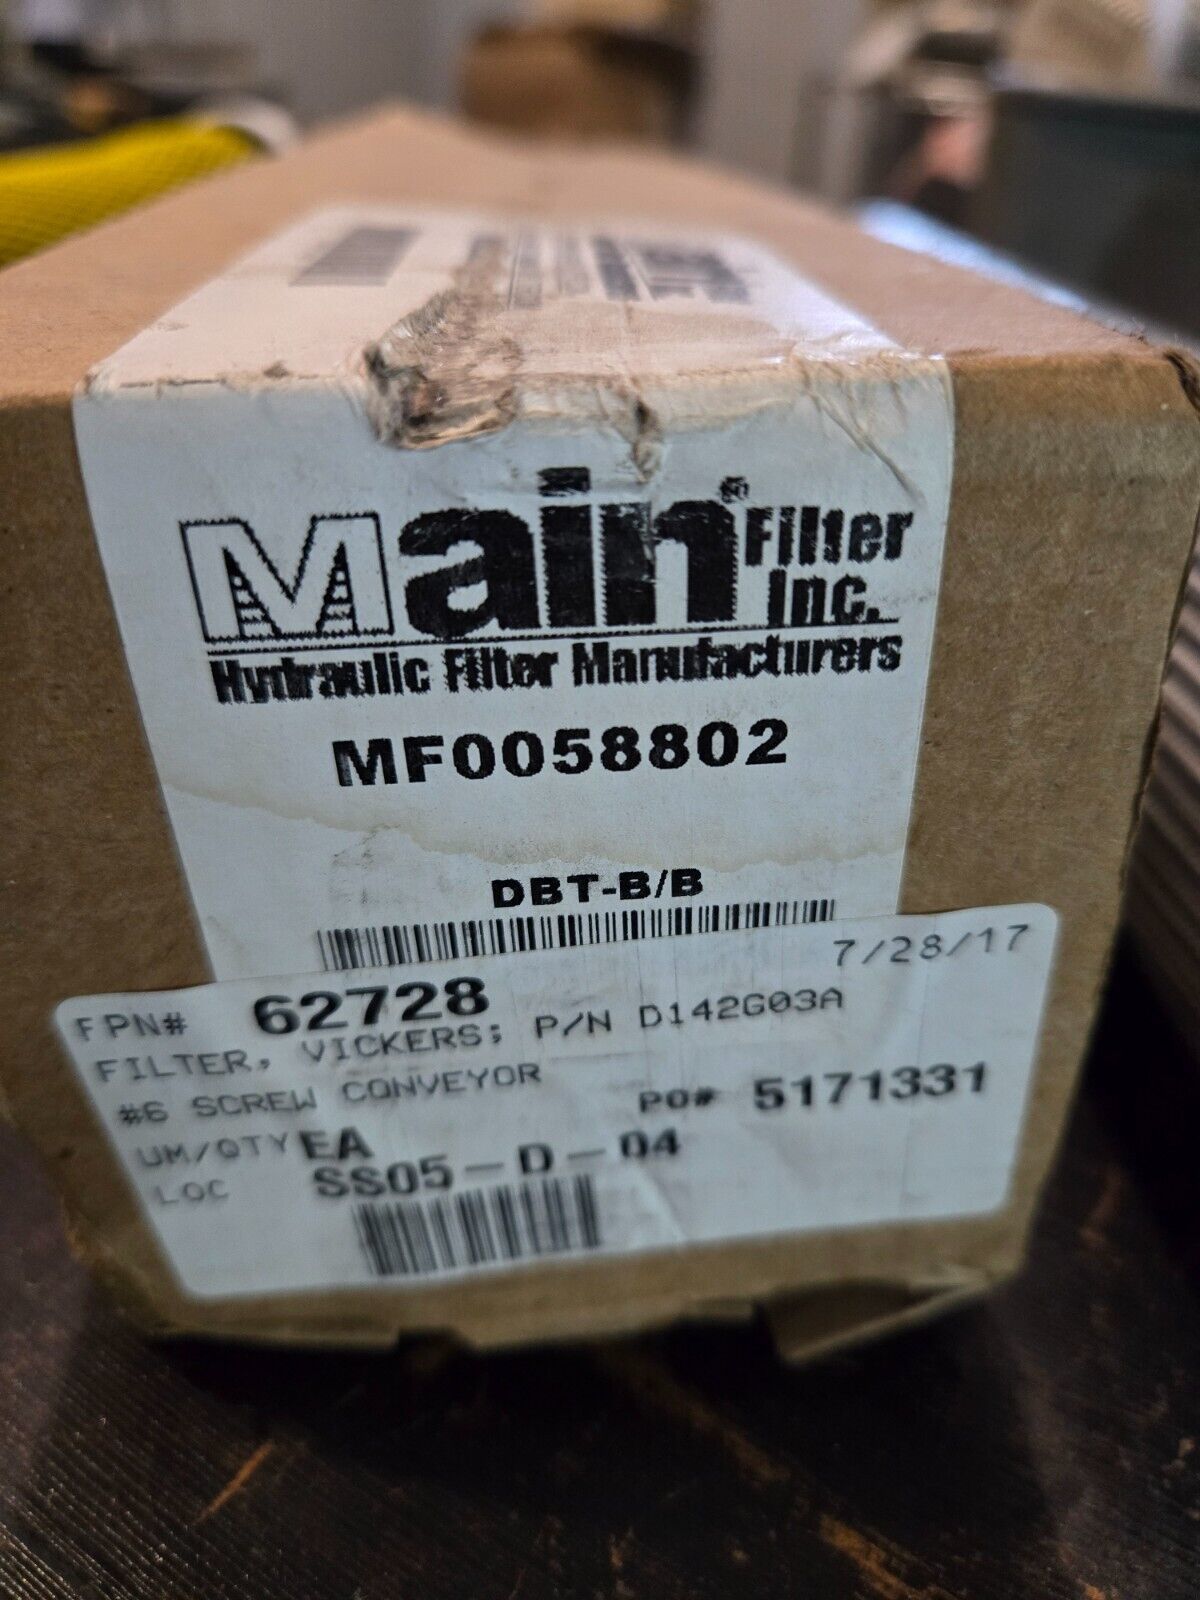 Main® Filter Inc.
Hydraulic Filter Manufacturers
MF0058802
DBT-B/B
7/28/17
FPN# 62728
FILTER, VICKERS; P/N D142G03A
#6 SCREW CONVEYOR
PO# 5171331
UM/QTY EA
LOC SS05-D-04